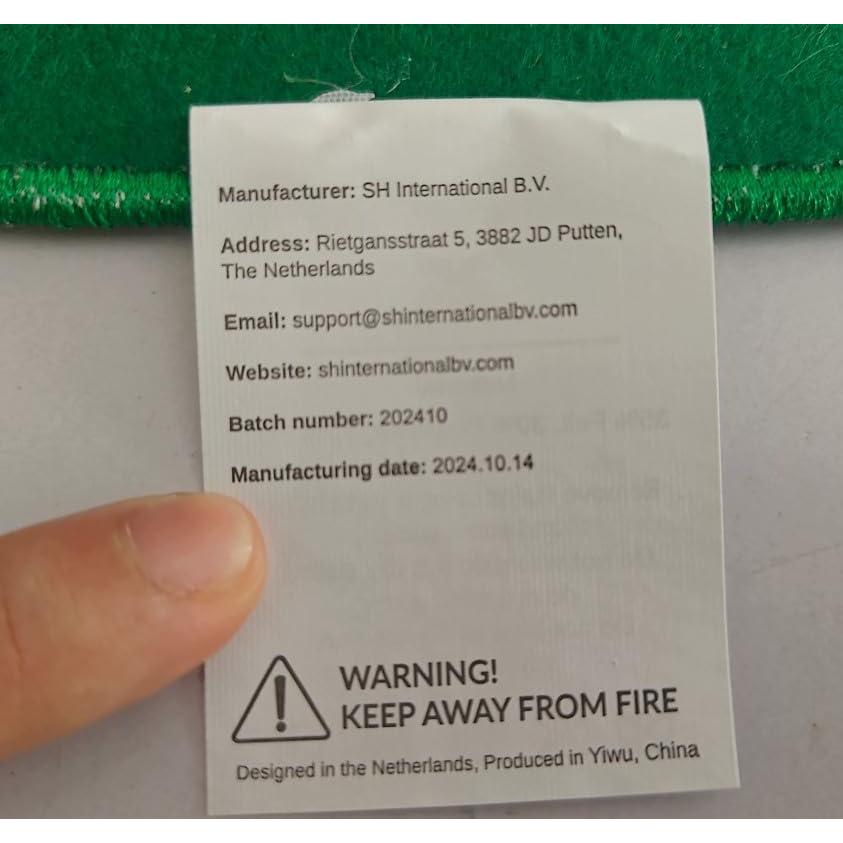 Manufacturer: SH International B.V.
Address: Rietgansstraat 5, 3882 JD Putten,
The Netherlands
Email: support@shinternationalbv.com
Website: shinternationalbv.com
Batch number: 202410
Manufacturing date: 2024.10.14
WARNING!
KEEP AWAY FROM FIRE
Designed in the Netherlands, Produced in Yiwu, China